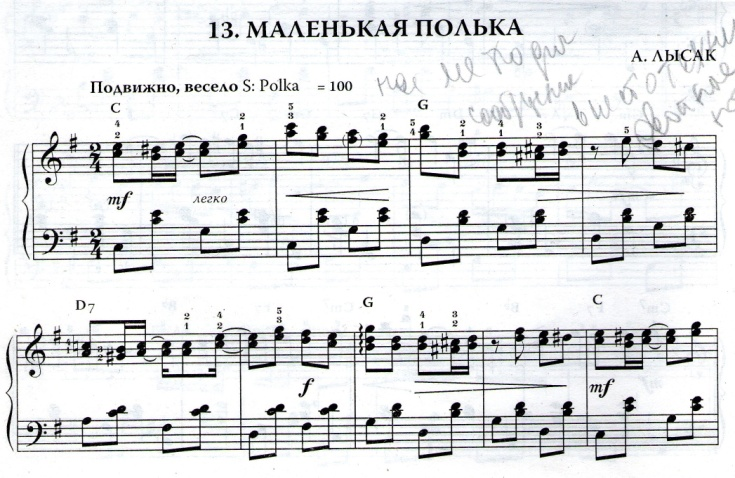 13. МАЛЕНЬКАЯ ПОЛЬКА
А. ЛЫСАК
Подвижно, весело S: Polka = 100
C G
mf легко
D7 G C
f mf